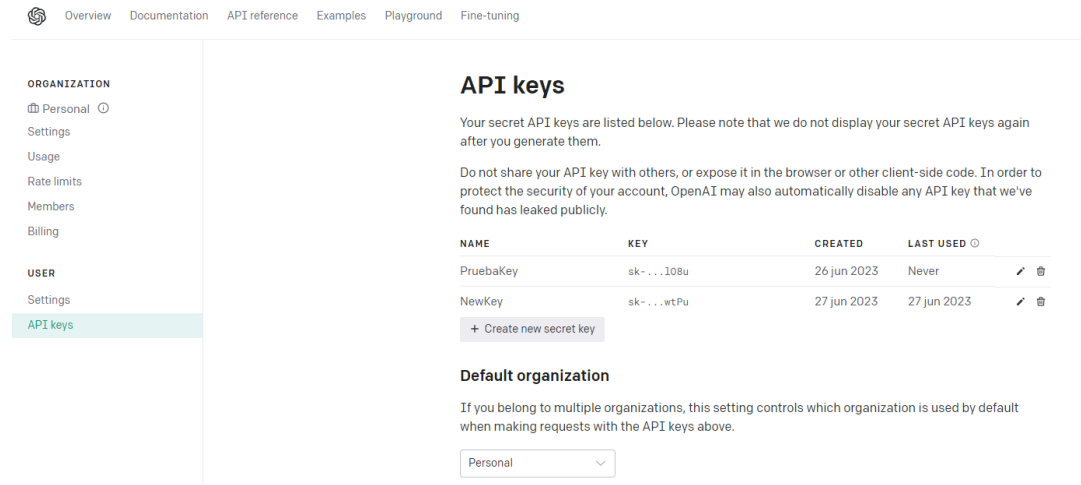 Overview Documentation API reference Examples Playground Fine-tuning
ORGANIZATION
Personal
Settings
Usage
Rate limits
Members
Billing
USER
Settings
API keys
API keys
Your secret API keys are listed below. Please note that we do not display your secret API keys again
after you generate them.
Do not share your API key with others, or expose it in the browser or other client-side code. In order to
protect the security of your account, OpenAI may also automatically disable any API key that we've
found has leaked publicly.
NAME KEY CREATED LAST USED
PruebaKey sk-...lO8u 26 jun 2023 Never
NewKey sk-...wtPu 27 jun 2023 27 jun 2023
+ Create new secret key
Default organization
If you belong to multiple organizations, this setting controls which organization is used by default
when making requests with the API keys above.
Personal